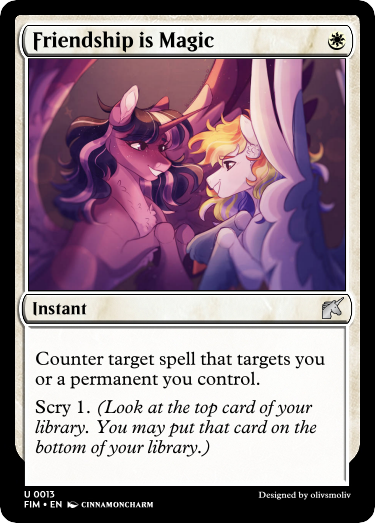 Friendship is Magic
Instant
Counter target spell that targets you
or a permanent you control.
Scry 1. (Look at the top card of your
library. You may put that card on the
bottom of your library.)
U 0013
FIM • EN CINNAMONCHARM
Designed by olivsmoliv